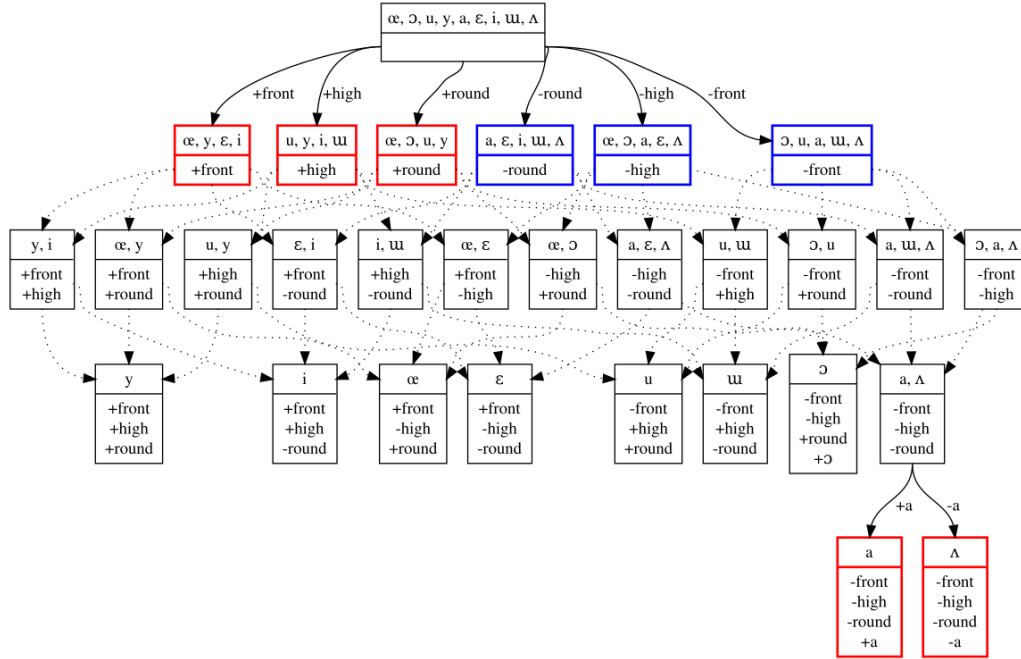 œ, ɔ, u, y, a, ɛ, i, ɯ, ʌ
+front
+high
+round
-round
-high
-front
œ, y, ɛ, i
+front
u, y, i, ɯ
+high
œ, ɔ, u, y
+round
a, ɛ, i, ɯ, ʌ
-round
œ, ɔ, a, ɛ, ʌ
-high
ɔ, u, a, ɯ, ʌ
-front
y, i
+front
+high
œ, y
+front
+round
u, y
+high
+round
ɛ, i
+front
-round
i, ɯ
+high
-round
œ, ɛ
+front
-high
œ, ɔ
-high
+round
a, ɛ, ʌ
-high
-round
u, ɯ
-front
+high
ɔ, u
-front
+round
a, ɯ, ʌ
-front
-round
ɔ, a, ʌ
-front
-high
y
+front
+high
+round
i
+front
+high
-round
œ
+front
-high
+round
ɛ
+front
-high
-round
u
-front
+high
+round
ɯ
-front
+high
-round
ɔ
-front
-high
+round
+ɔ
a, ʌ
-front
-high
-round
+a
-a
a
-front
-high
-round
+a
ʌ
-front
-high
-round
-a